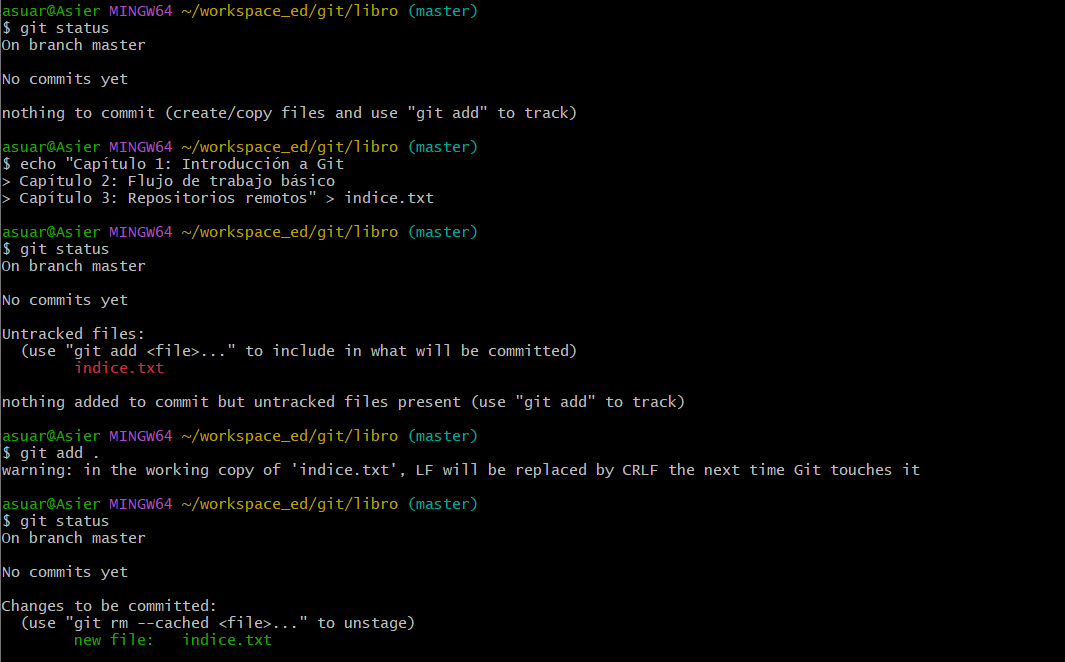 asuar@Asier MINGW64 ~/workspace_ed/git/libro (master)
$ git status
On branch master
No commits yet
nothing to commit (create/copy files and use "git add" to track)
asuar@Asier MINGW64 ~/workspace_ed/git/libro (master)
$ echo "Capítulo 1: Introducción a Git
> Capítulo 2: Flujo de trabajo básico
> Capítulo 3: Repositorios remotos" > indice.txt
asuar@Asier MINGW64 ~/workspace_ed/git/libro (master)
$ git status
On branch master
No commits yet
Untracked files:
(use "git add <file>..." to include in what will be committed)
indice.txt
nothing added to commit but untracked files present (use "git add" to track)
asuar@Asier MINGW64 ~/workspace_ed/git/libro (master)
$ git add .
warning: in the working copy of 'indice.txt', LF will be replaced by CRLF the next time Git touches it
asuar@Asier MINGW64 ~/workspace_ed/git/libro (master)
$ git status
On branch master
No commits yet
Changes to be committed:
(use "git rm --cached <file>..." to unstage)
new file:   indice.txt